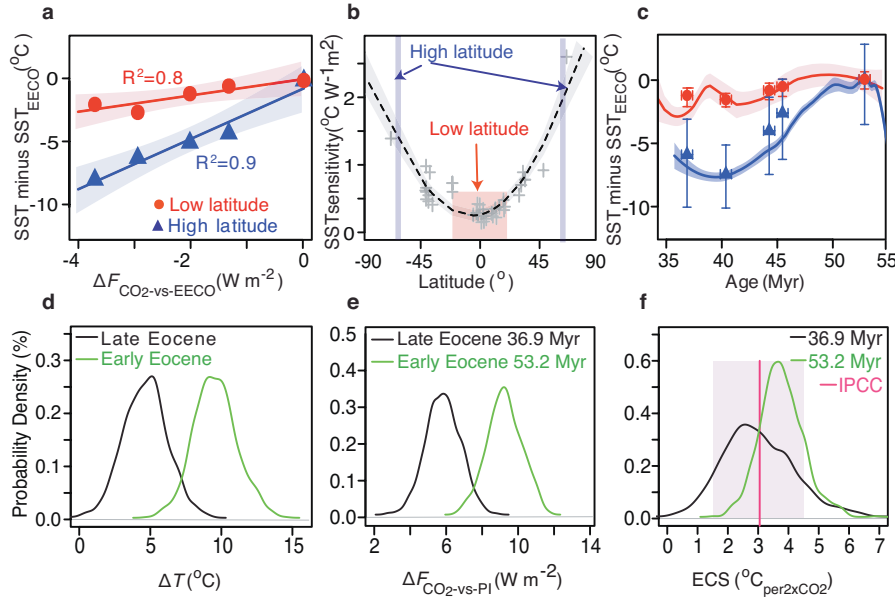 a
SST minus SST_EECO (°C)
0
-5
-10
R²=0.8
R²=0.9
Low latitude
High latitude
-4 -3 -2 -1 0
ΔF_CO2-vs-EECO (W m⁻²)
b
SSTsensitivity(°C W⁻¹m2)
0 1 2
High latitude
Low latitude
-90 -45 0 45 90
Latitude (°)
c
SST minus SST_EECO (°C)
5
0
-5
-10
35 40 45 50 55
Age (Myr)
d
Probability Density (%)
0.3
0.2
0.1
0.0
Late Eocene
Early Eocene
0 5 10 15
ΔT (°C)
e
0.5
0.4
0.3
0.2
0.1
0.0
Late Eocene 36.9 Myr
Early Eocene 53.2 Myr
2 6 10 14
ΔF_CO2-vs-PI (W m⁻²)
f
0.6
0.4
0.2
0.0
36.9 Myr
53.2 Myr
IPCC
0 1 2 3 4 5 6 7
ECS (°C_per2xCO2)